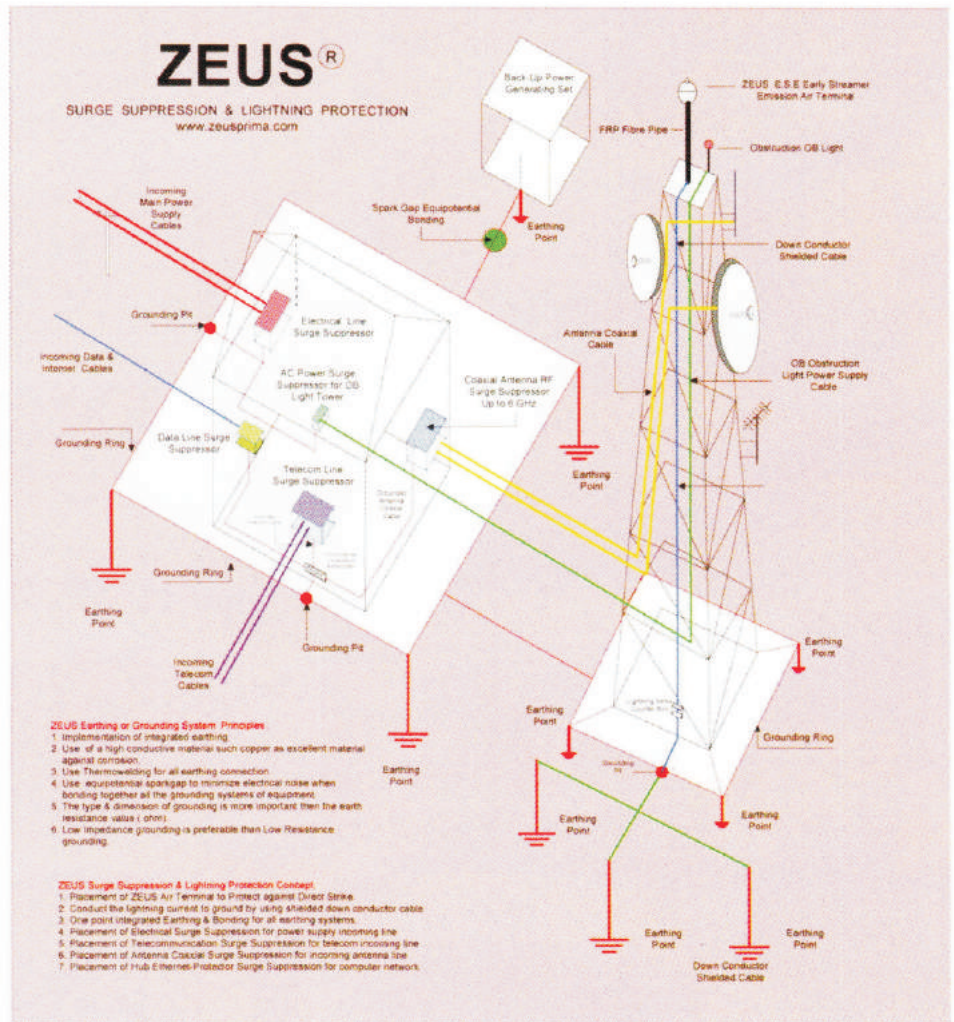 ZEUS®
SURGE SUPPRESSION & LIGHTNING PROTECTION
www.zeusprima.com
Back-Up Power
Generating Set
ZEUS E.S.E Early Streamer
Emission Air Terminal
FRP Fibre Pipe
Obstruction OB Light
Incoming
Main Power
Supply
Cables
Spark Gap Equipotential
Bonding
Earthing
Point
Down Conductor
Shielded Cable
Grounding Pit
Electrical Line
Surge Suppressor
Incoming Data &
Internet Cables
AC Power Surge
Suppressor for OB
Light Tower
Coaxial Antenna RF
Surge Suppressor
Up to 6 GHz
Antenna Coaxial
Cable
OB Obstruction
Light Power Supply
Cable
Grounding Ring
Data Line Surge
Suppressor
Telecom Line
Surge Suppressor
Grounded
Antenna
Coaxial
Cable
Earthing
Point
Grounding Ring
Earthing
Point
Grounding Pit
Incoming
Telecom
Cables
Earthing
Point
Earthing
Point
Earthing
Point
Grounding Ring
Grounding
Pit
Earthing
Point
Earthing
Point
Earthing
Point
Earthing
Point
Down Conductor
Shielded Cable
ZEUS Earthing or Grounding System Principles
1. Implementation of integrated earthing.
2. Use of a high conductive material such copper as excellent material
against corrosion.
3. Use Thermowelding for all earthing connection
4. Use equipotential sparkgap to minimize electrical noise when
bonding together all the grounding systems of equipment
5. The type & dimension of grounding is more important then the earth
resistance value ( ohm).
6. Low Impedance grounding is preferable than Low Resistance
grounding.
ZEUS Surge Suppression & Lightning Protection Concept
1. Placement of ZEUS Air Terminal to Protect against Direct Strike
2. Conduct the lightning current to ground by using shielded down conductor cable
3. One point integrated Earthing & Bonding for all earthing systems
4. Placement of Electrical Surge Suppression for power supply incoming line
5. Placement of Telecommunication Surge Suppression for telecom incoming line
6. Placement of Antenna Coaxial Surge Suppression for incoming antenna line
7. Placement of Hub Ethernet-Protector Surge Suppression for computer network.